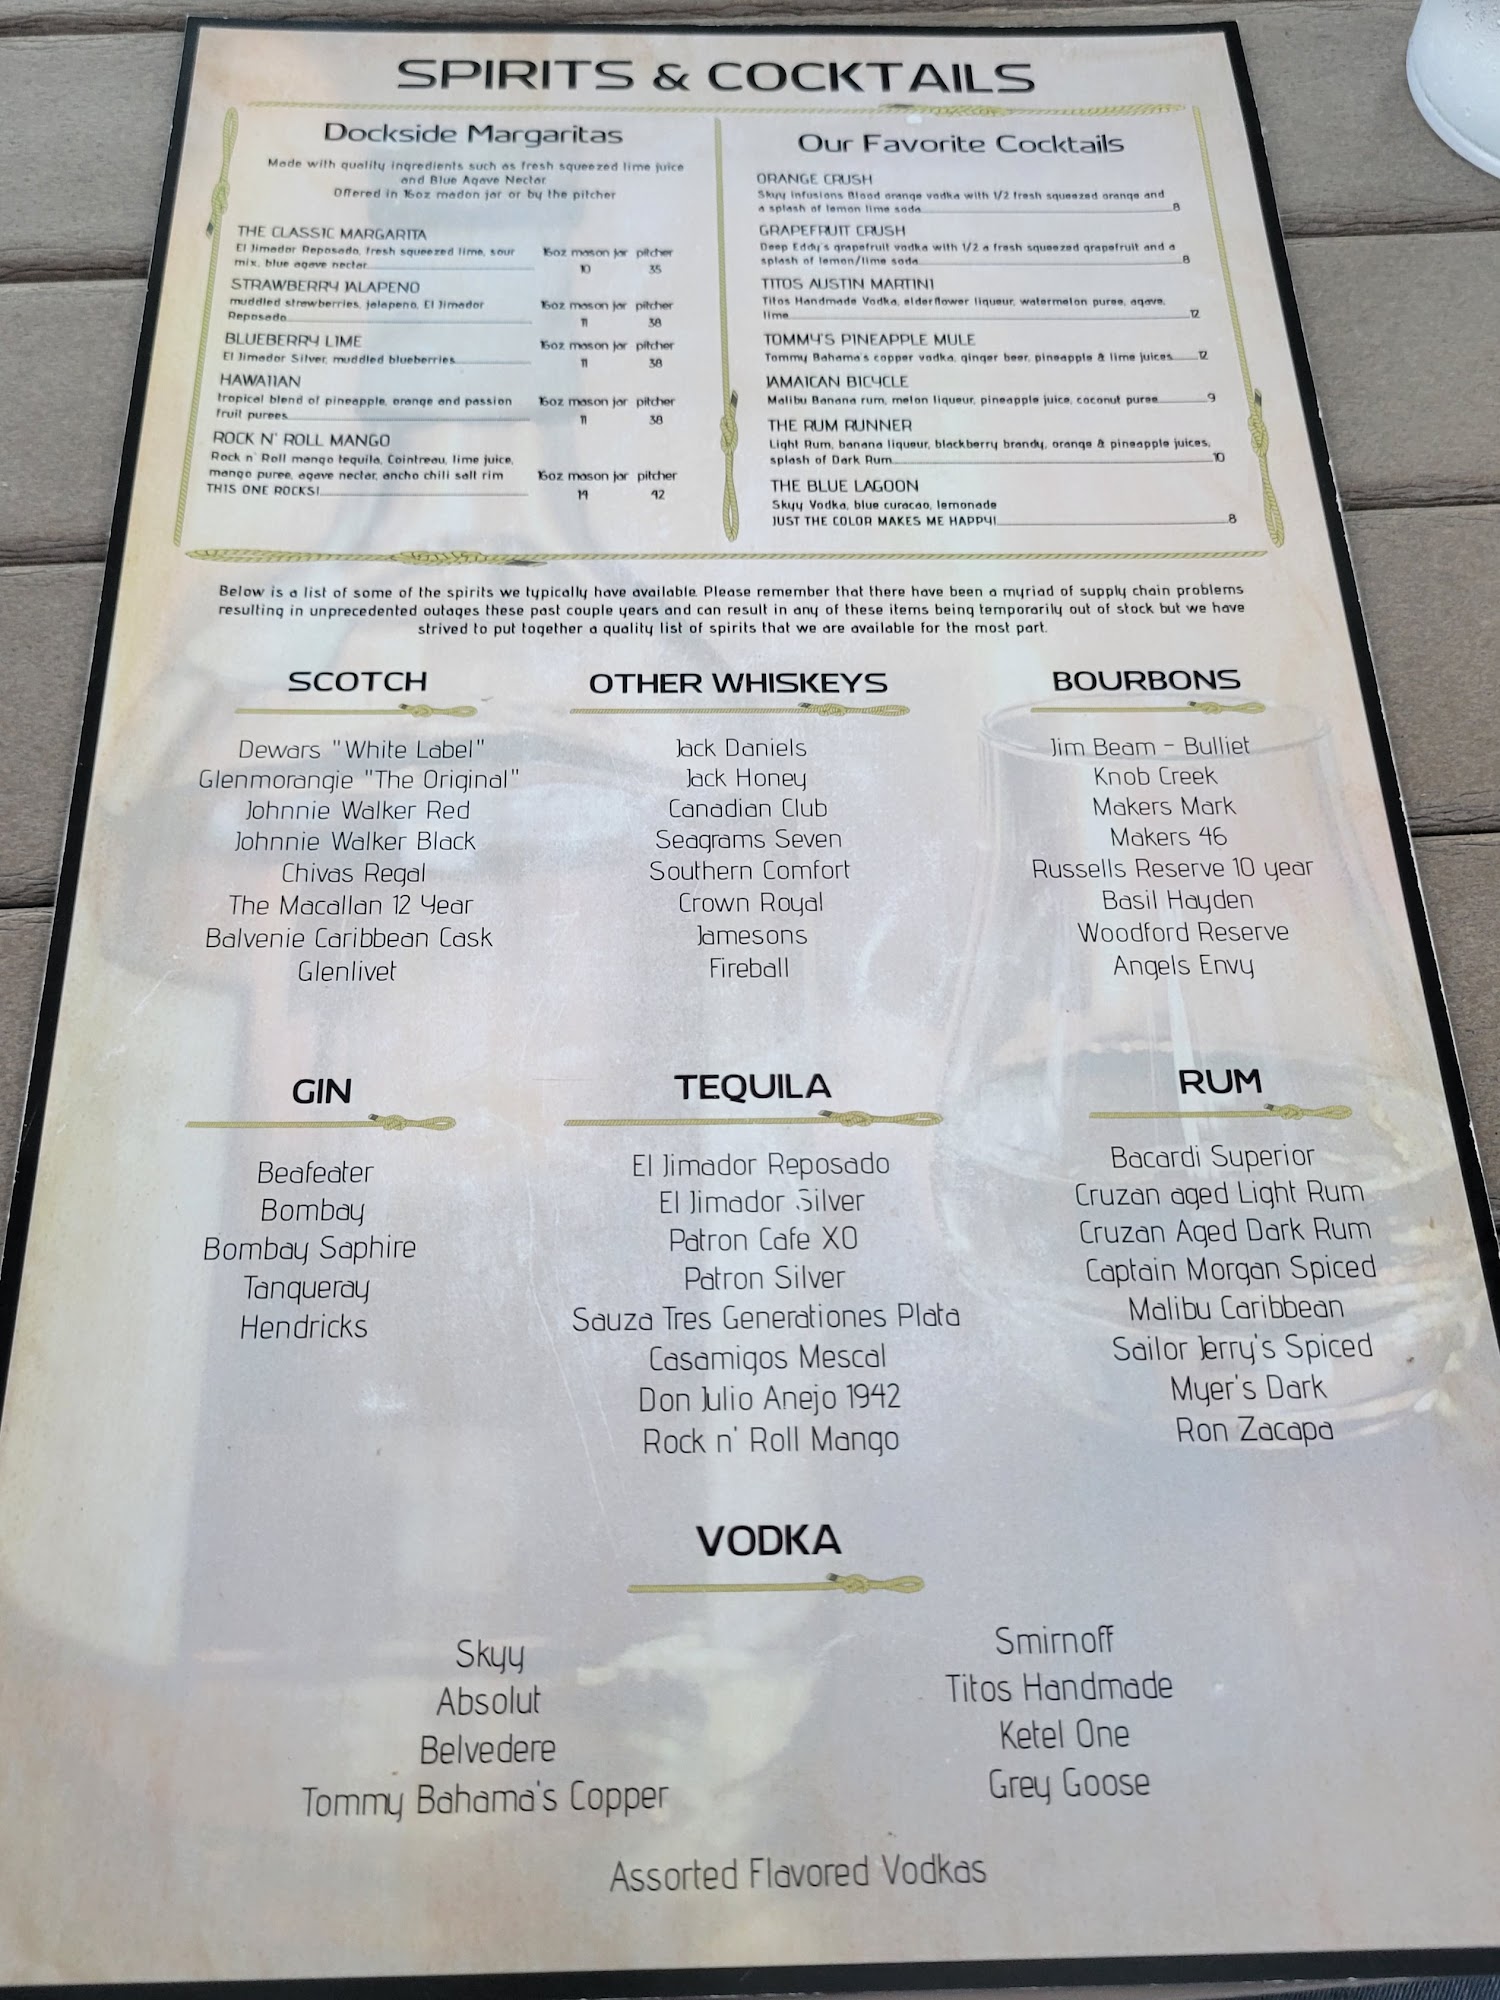 SPIRITS & COCKTAILS
Dockside Margaritas
Made with quality ingredients such as fresh squeezed lime juice
and Blue Agave Nectar
Offered in 16oz madon jar or by the pitcher
THE CLASSIC MARGARITA
El Jimador Reposado, fresh squeezed lime, sour 16oz mason jar pitcher
mix, blue agave nectar 10 35
STRAWBERRY JALAPENO
muddled strawberries, jalapeno, El Jimador 16oz mason jar pitcher
Reposado 11 38
BLUEBERRY LIME 16oz mason jar pitcher
El Jimador Silver, muddled blueberries 11 38
HAWAIIAN
tropical blend of pineapple, orange and passion 16oz mason jar pitcher
fruit purees 11 38
ROCK N' ROLL MANGO
Rock n' Roll mango tequila, Cointreau, lime juice,
mango puree, agave nectar, ancho chili salt rim 16oz mason jar pitcher
THIS ONE ROCKS! 14 42
Our Favorite Cocktails
ORANGE CRUSH
Skyy Infusions Blood orange vodka with 1/2 fresh squeezed orange and
a splash of lemon lime soda 8
GRAPEFRUIT CRUSH
Deep Eddy's grapefruit vodka with 1/2 a fresh squeezed grapefruit and a
splash of lemon/lime soda 8
TITOS AUSTIN MARTINI
Titos Handmade Vodka, elderflower liqueur, watermelon puree, agave,
lime 12
TOMMY'S PINEAPPLE MULE
Tommy Bahama's copper vodka, ginger beer, pineapple & lime juices 12
JAMAICAN BICYCLE
Malibu Banana rum, melon liqueur, pineapple juice, coconut puree 9
THE RUM RUNNER
Light Rum, banana liqueur, blackberry brandy, orange & pineapple juices,
splash of Dark Rum 10
THE BLUE LAGOON
Skyy Vodka, blue curacao, lemonade
JUST THE COLOR MAKES ME HAPPY! 8
Below is a list of some of the spirits we typically have available. Please remember that there have been a myriad of supply chain problems
resulting in unprecedented outages these past couple years and can result in any of these items being temporarily out of stock but we have
strived to put together a quality list of spirits that we are available for the most part.
SCOTCH
Dewars "White Label"
Glenmorangie "The Original"
Johnnie Walker Red
Johnnie Walker Black
Chivas Regal
The Macallan 12 Year
Balvenie Caribbean Cask
Glenlivet
OTHER WHISKEYS
Jack Daniels
Jack Honey
Canadian Club
Seagrams Seven
Southern Comfort
Crown Royal
Jamesons
Fireball
BOURBONS
Jim Beam - Bulliet
Knob Creek
Makers Mark
Makers 46
Russells Reserve 10 year
Basil Hayden
Woodford Reserve
Angels Envy
GIN
Beafeater
Bombay
Bombay Saphire
Tanqueray
Hendricks
TEQUILA
El Jimador Reposado
El Jimador Silver
Patron Cafe XO
Patron Silver
Sauza Tres Generationes Plata
Casamigos Mescal
Don Julio Anejo 1942
Rock n' Roll Mango
RUM
Bacardi Superior
Cruzan aged Light Rum
Cruzan Aged Dark Rum
Captain Morgan Spiced
Malibu Caribbean
Sailor Jerry's Spiced
Myer's Dark
Ron Zacapa
VODKA
Skyy
Absolut
Belvedere
Tommy Bahama's Copper
Smirnoff
Titos Handmade
Ketel One
Grey Goose
Assorted Flavored Vodkas